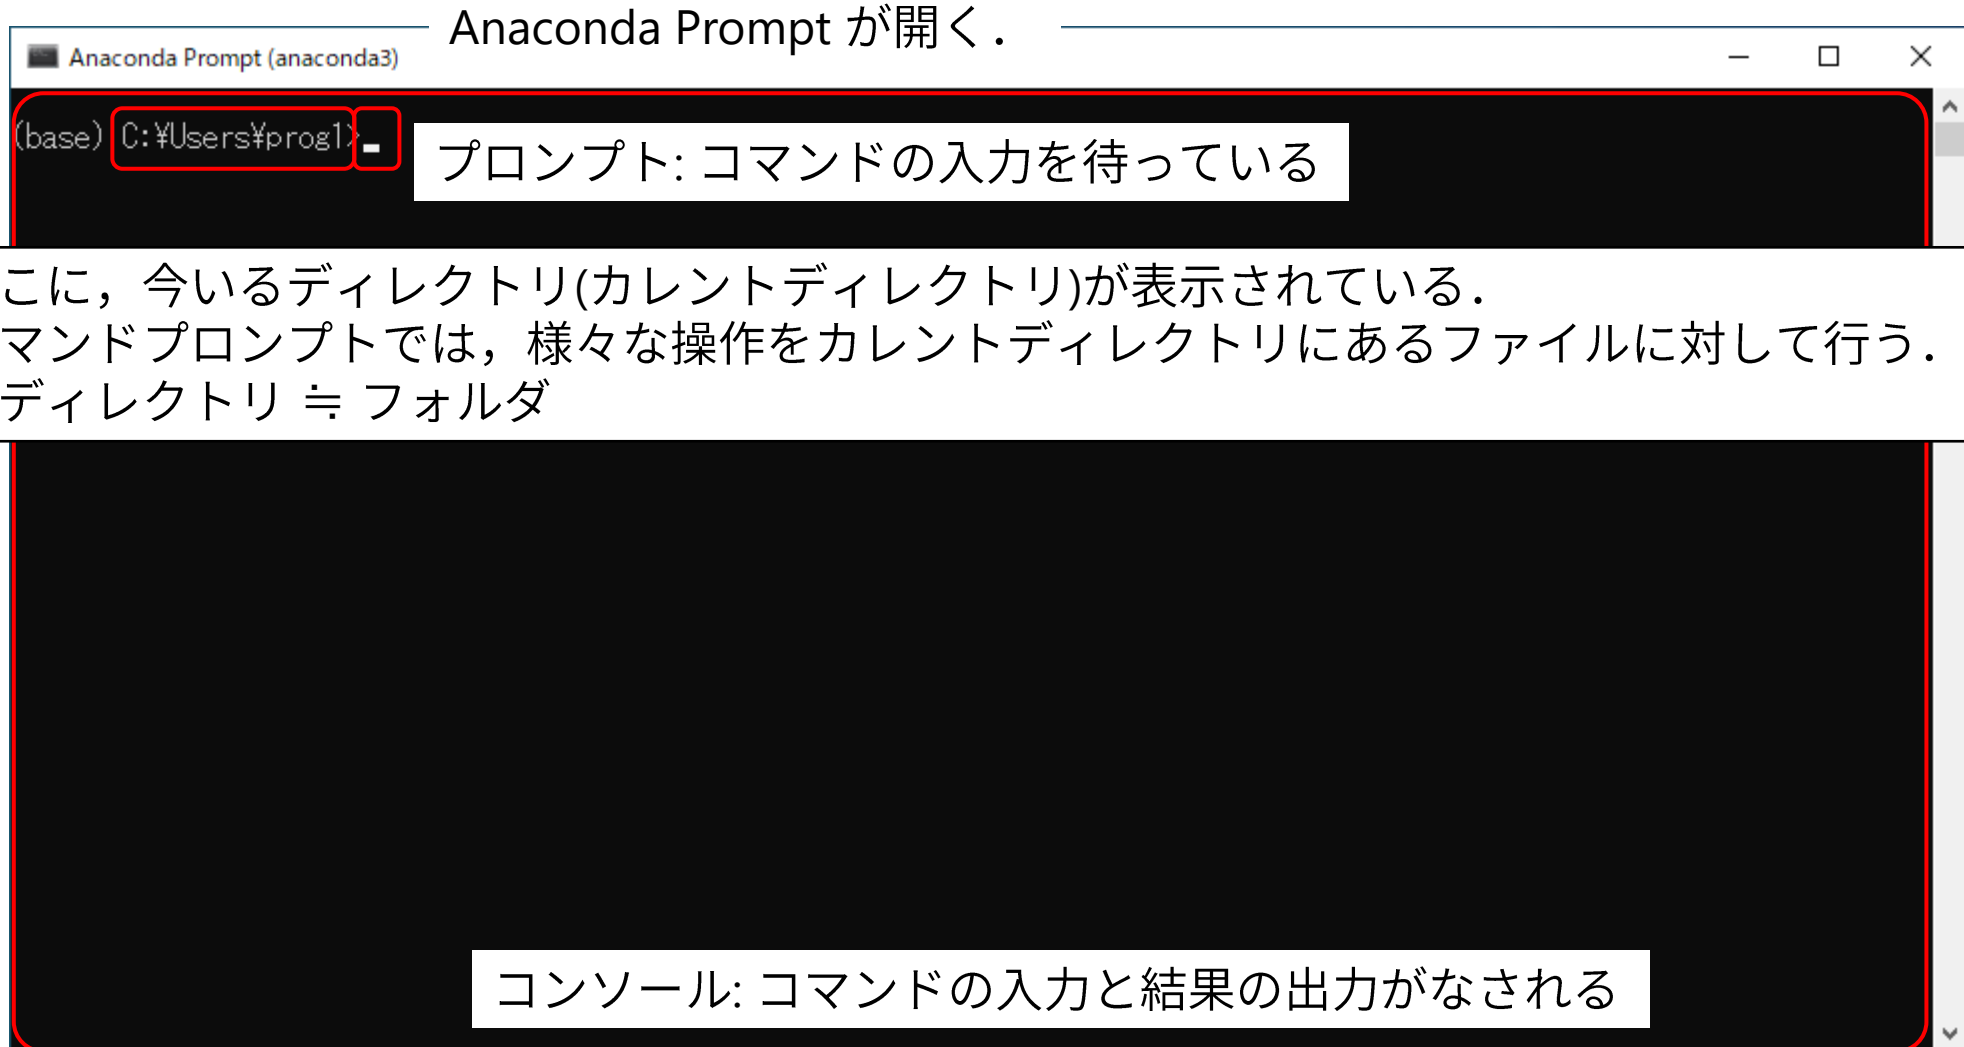 Anaconda Prompt が開く．
Anaconda Prompt (anaconda3)
(base) C:¥Users¥prog1>
プロンプト: コマンドの入力を待っている
こに，今いるディレクトリ(カレントディレクトリ)が表示されている．
マンドプロンプトでは，様々な操作をカレントディレクトリにあるファイルに対して行う．
ディレクトリ ≒ フォルダ
コンソール: コマンドの入力と結果の出力がなされる